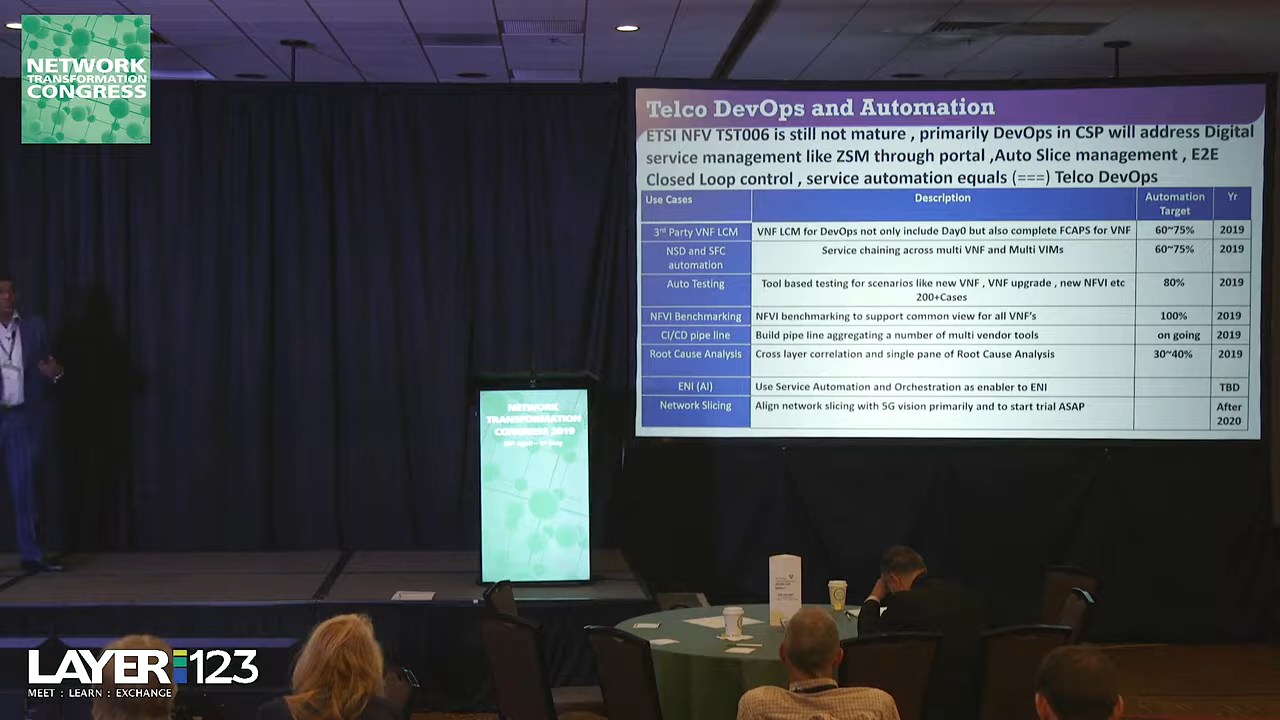 NETWORK
TRANSFORMATION
CONGRESS
Telco DevOps and Automation
ETSI NFV TST006 is still not mature , primarily DevOps in CSP will address Digital
service management like ZSM through portal ,Auto Slice management , E2E
Closed Loop control , service automation equals (===) Telco DevOps
Use Cases Description Automation Target Yr
3rd Party VNF LCM VNF LCM for DevOps not only include Day0 but also complete FCAPS for VNF 60~75% 2019
NSD and SFC automation Service chaining across multi VNF and Multi VIMs 60~75% 2019
Auto Testing Tool based testing for scenarios like new VNF , VNF upgrade , new NFVI etc 200+Cases 80% 2019
NFVI Benchmarking NFVI benchmarking to support common view for all VNF's 100% 2019
CI/CD pipe line Build pipe line aggregating a number of multi vendor tools on going 2019
Root Cause Analysis Cross layer correlation and single pane of Root Cause Analysis 30~40% 2019
ENI (AI) Use Service Automation and Orchestration as enabler to ENI TBD
Network Slicing Align network slicing with 5G vision primarily and to start trial ASAP After 2020
NETWORK
TRANSFORMATION
CONGRESS 2019
LAYER123
MEET : LEARN : EXCHANGE